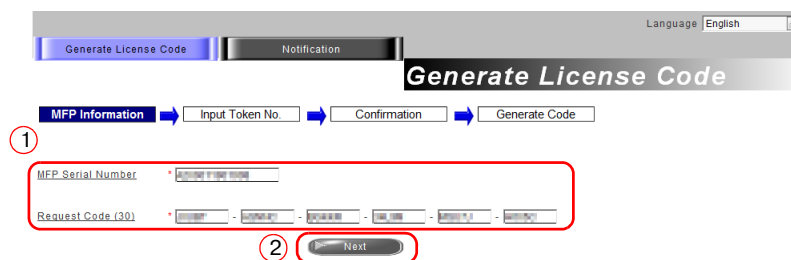 Language English
Generate License Code Notification
Generate License Code
MFP Information Input Token No. Confirmation Generate Code
1
MFP Serial Number *
Request Code (30) * - - - - -
2 Next